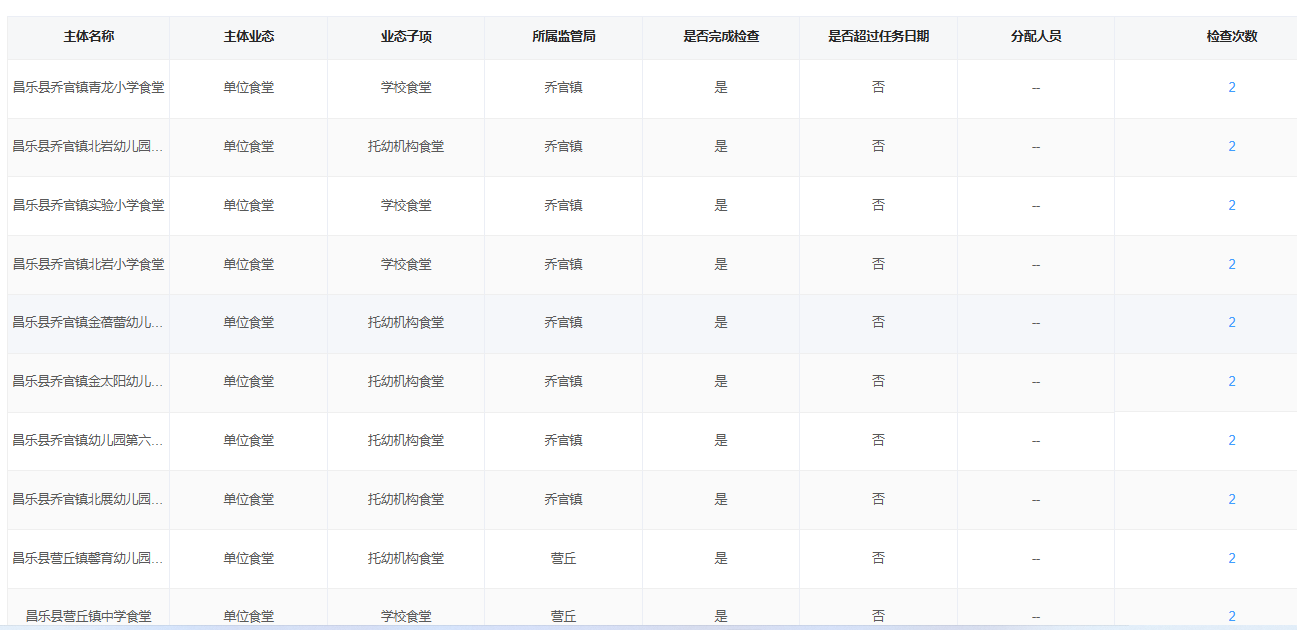 主体名称 主体业态 业态子项 所属监管局 是否完成检查 是否超过任务日期 分配人员 检查次数
昌乐县乔官镇青龙小学食堂 单位食堂 学校食堂 乔官镇 是 否 -- 2
昌乐县乔官镇北岩幼儿园... 单位食堂 托幼机构食堂 乔官镇 是 否 -- 2
昌乐县乔官镇实验小学食堂 单位食堂 学校食堂 乔官镇 是 否 -- 2
昌乐县乔官镇北岩小学食堂 单位食堂 学校食堂 乔官镇 是 否 -- 2
昌乐县乔官镇金蓓蕾幼儿... 单位食堂 托幼机构食堂 乔官镇 是 否 -- 2
昌乐县乔官镇金太阳幼儿... 单位食堂 托幼机构食堂 乔官镇 是 否 -- 2
昌乐县乔官镇幼儿园第六... 单位食堂 托幼机构食堂 乔官镇 是 否 -- 2
昌乐县乔官镇北展幼儿园... 单位食堂 托幼机构食堂 乔官镇 是 否 -- 2
昌乐县营丘镇馨育幼儿园... 单位食堂 托幼机构食堂 营丘 是 否 -- 2
昌乐县营丘镇中学食堂 单位食堂 学校食堂 营丘 是 否 -- 2